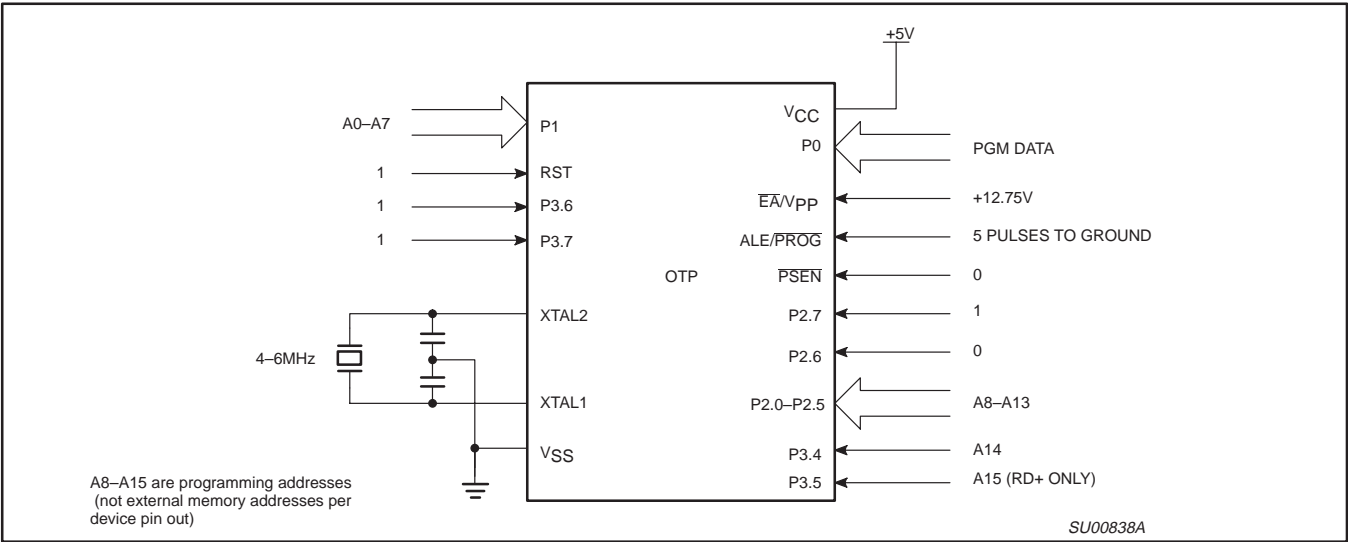 +5V
A0–A7
P1
VCC
P0
PGM DATA
1
RST
1
P3.6
EA/VPP
+12.75V
1
P3.7
ALE/PROG
5 PULSES TO GROUND
OTP
PSEN
0
XTAL2
P2.7
1
4–6MHz
P2.6
0
XTAL1
P2.0–P2.5
A8–A13
VSS
P3.4
A14
P3.5
A15 (RD+ ONLY)
A8–A15 are programming addresses
(not external memory addresses per
device pin out)
SU00838A